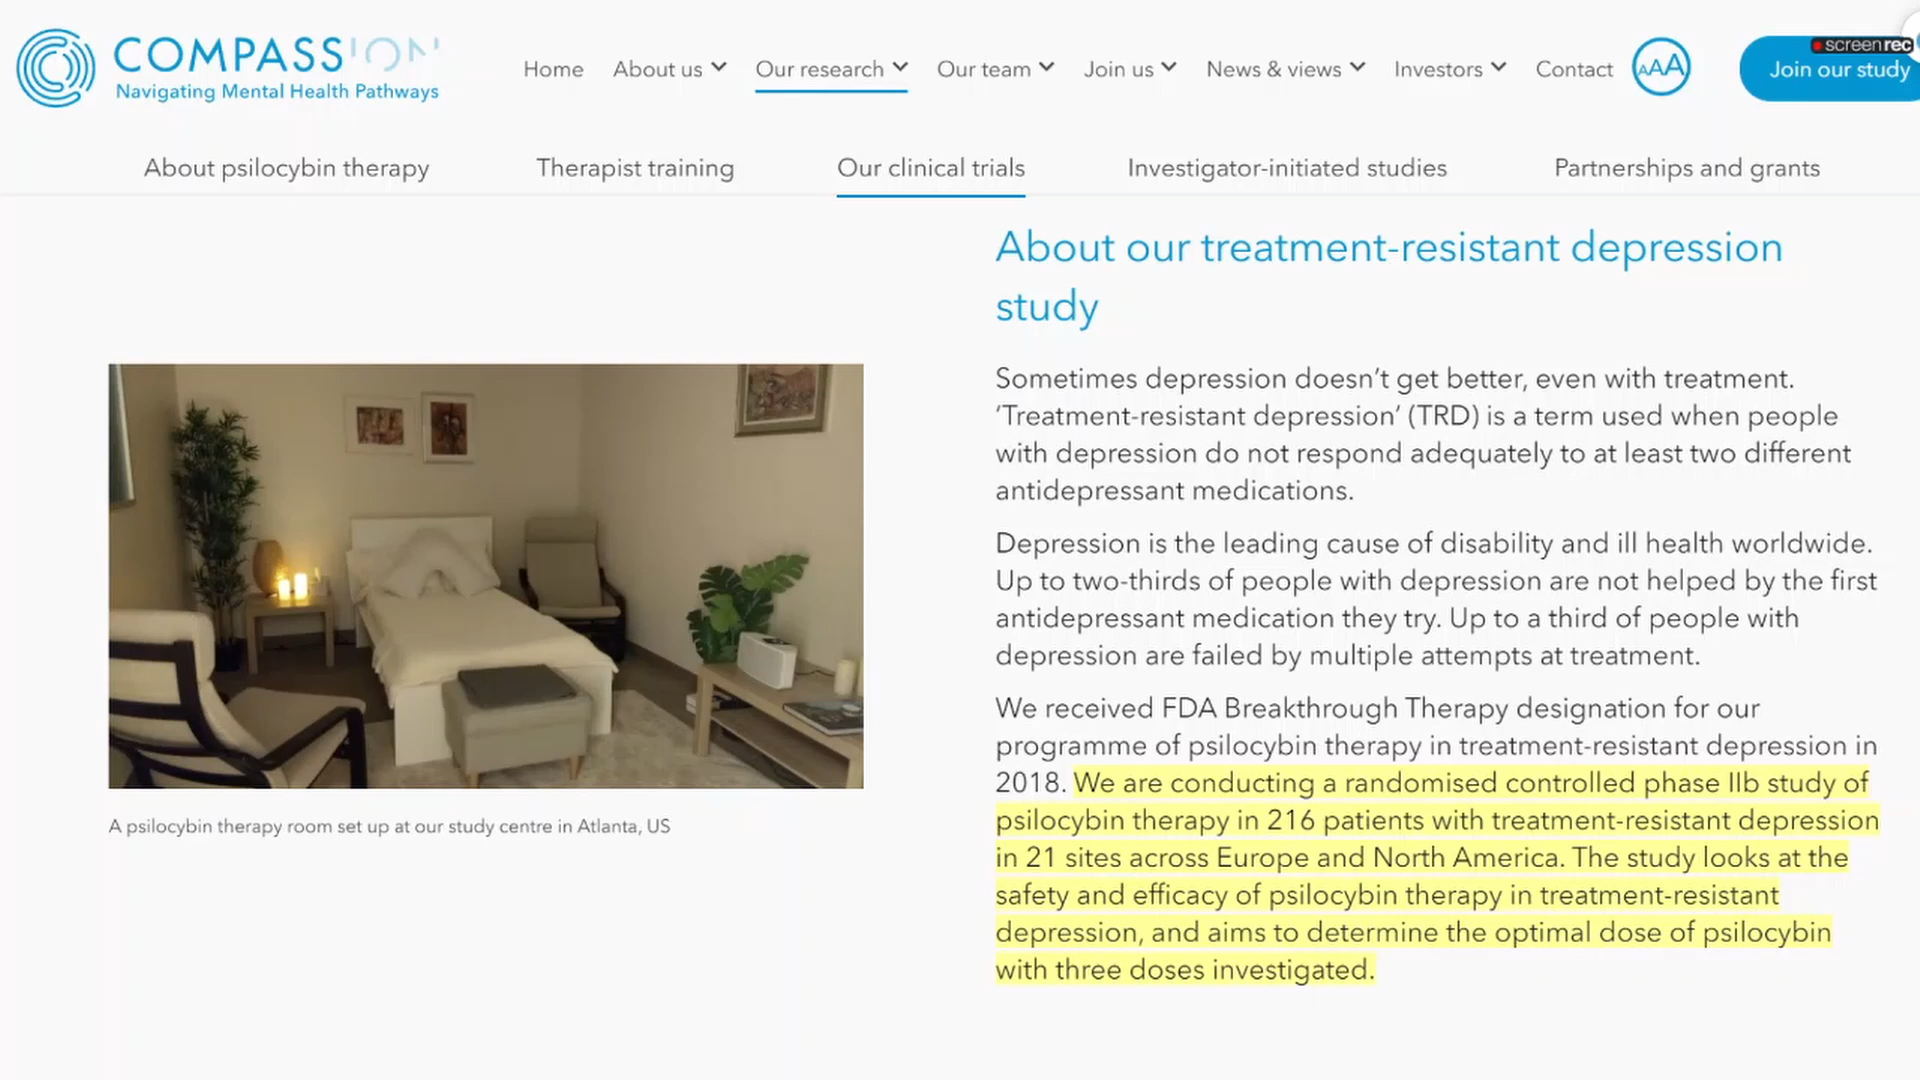 COMPASSION
Navigating Mental Health Pathways
Home
About us
Our research
Our team
Join us
News & views
Investors
Contact
AAA
screenrec
Join our study
About psilocybin therapy
Therapist training
Our clinical trials
Investigator-initiated studies
Partnerships and grants
About our treatment-resistant depression
study
Sometimes depression doesn’t get better, even with treatment.
‘Treatment-resistant depression’ (TRD) is a term used when people
with depression do not respond adequately to at least two different
antidepressant medications.
Depression is the leading cause of disability and ill health worldwide.
Up to two-thirds of people with depression are not helped by the first
antidepressant medication they try. Up to a third of people with
depression are failed by multiple attempts at treatment.
We received FDA Breakthrough Therapy designation for our
programme of psilocybin therapy in treatment-resistant depression in
2018. We are conducting a randomised controlled phase IIb study of
psilocybin therapy in 216 patients with treatment-resistant depression
in 21 sites across Europe and North America. The study looks at the
safety and efficacy of psilocybin therapy in treatment-resistant
depression, and aims to determine the optimal dose of psilocybin
with three doses investigated.
A psilocybin therapy room set up at our study centre in Atlanta, US